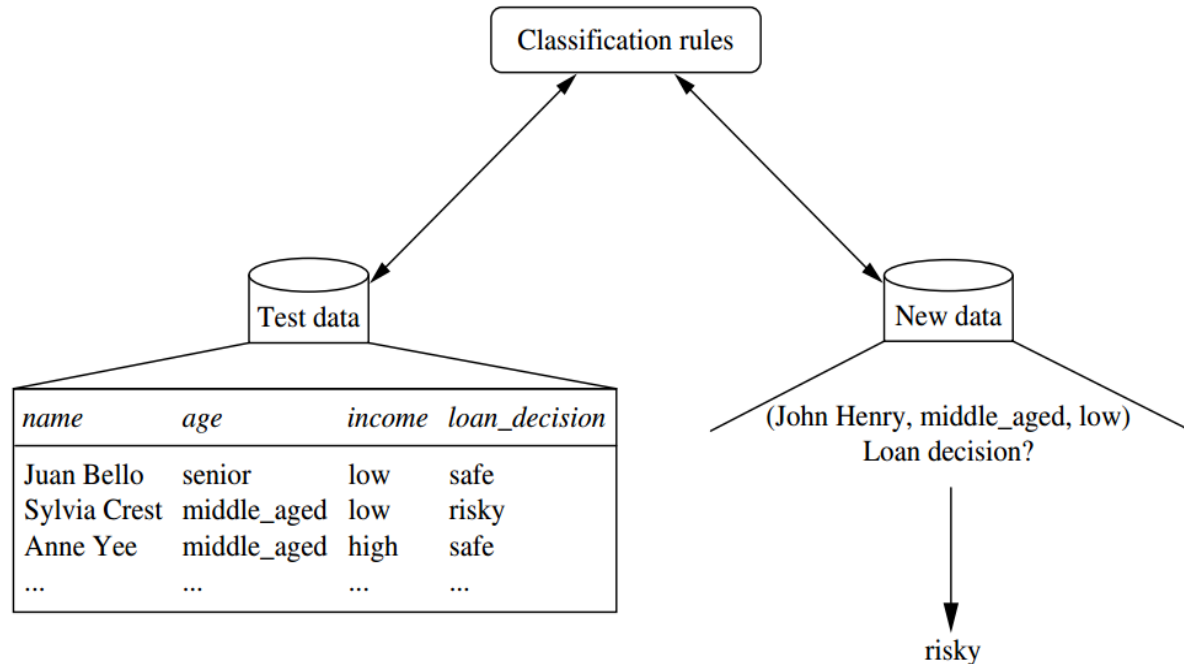 Classification rules
Test data
name age income loan_decision
Juan Bello senior low safe
Sylvia Crest middle_aged low risky
Anne Yee middle_aged high safe
... ... ... ...
New data
(John Henry, middle_aged, low)
Loan decision?
risky